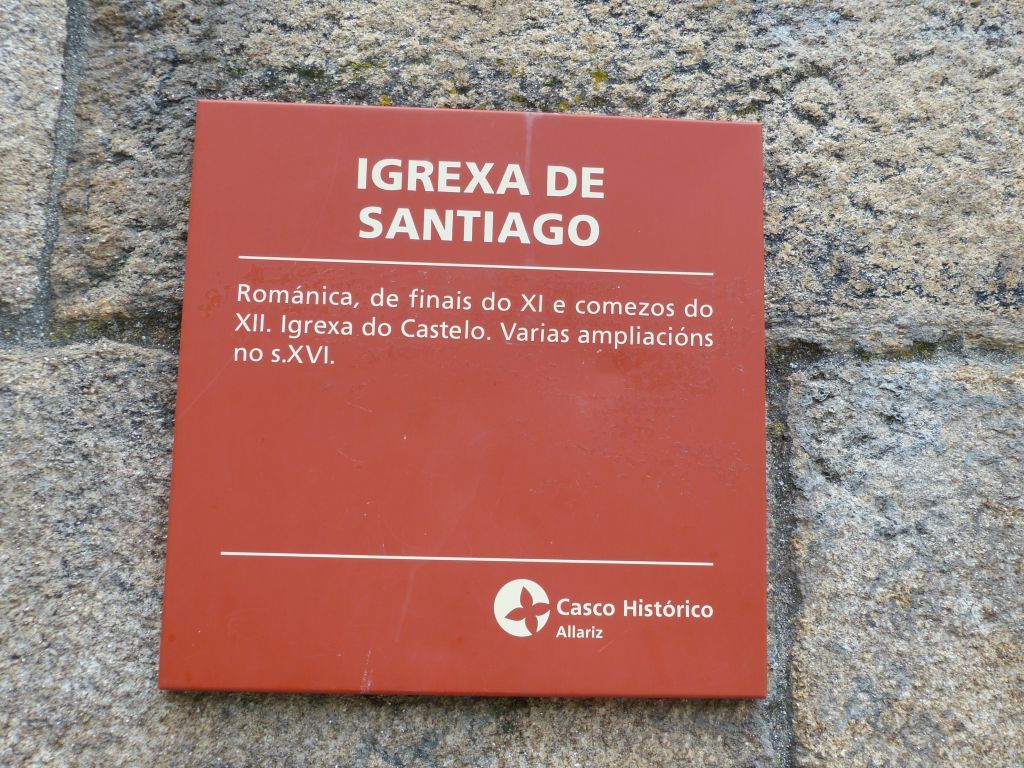 IGREXA DE
SANTIAGO
Románica, de finais do XI e comezos do
XII. Igrexa do Castelo. Varias ampliacións
no s.XVI.
Casco Histórico
Allariz